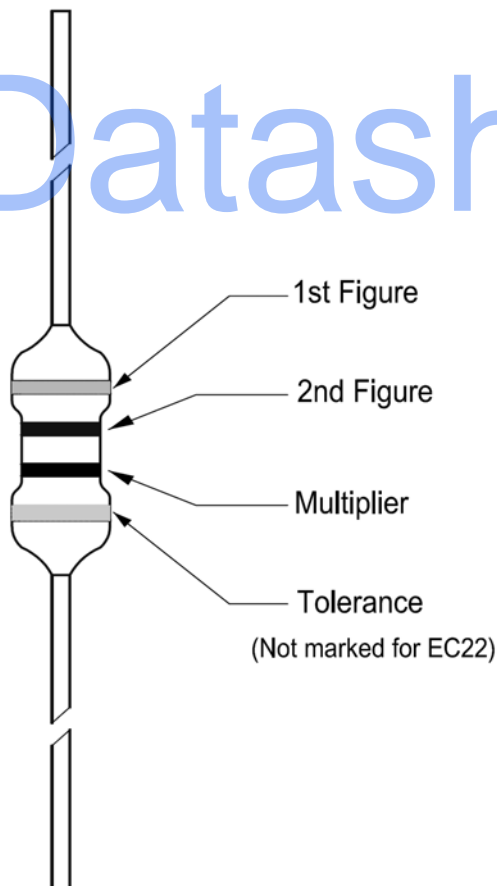 Datash
1st Figure
2nd Figure
Multiplier
Tolerance
(Not marked for EC22)